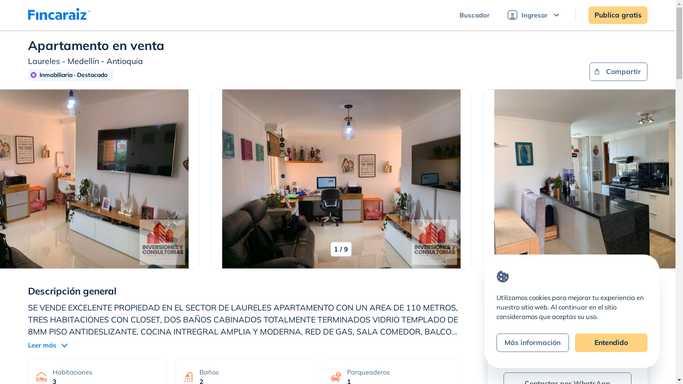 Fincaraiz
Buscador
Ingresar
Publica gratis
Apartamento en venta
Laureles - Medellín - Antioquia
Inmobiliaria - Destacado
Compartir
INVERSIONES Y
CONSULTORIAS
INVERSIONES Y
CONSULTORIAS
1 / 9
Descripción general
SE VENDE EXCELENTE PROPIEDAD EN EL SECTOR DE LAURELES APARTAMENTO CON UN AREA DE 110 METROS,
TRES HABITACIONES CON CLOSET, DOS BAÑOS CABINADOS TOTALMENTE TERMINADOS VIDRIO TEMPLADO DE
8MM PISO ANTIDESLIZANTE, COCINA INTREGRAL AMPLIA Y MODERNA, RED DE GAS, SALA COMEDOR, BALCO...
Leer más
Habitaciones
3
Baños
2
Parqueaderos
1
Utilizamos cookies para mejorar tu experiencia en
nuestro sitio web. Al continuar en el sitio
consideramos que aceptas su uso.
Más información
Entendido
Contactar por WhatsApp